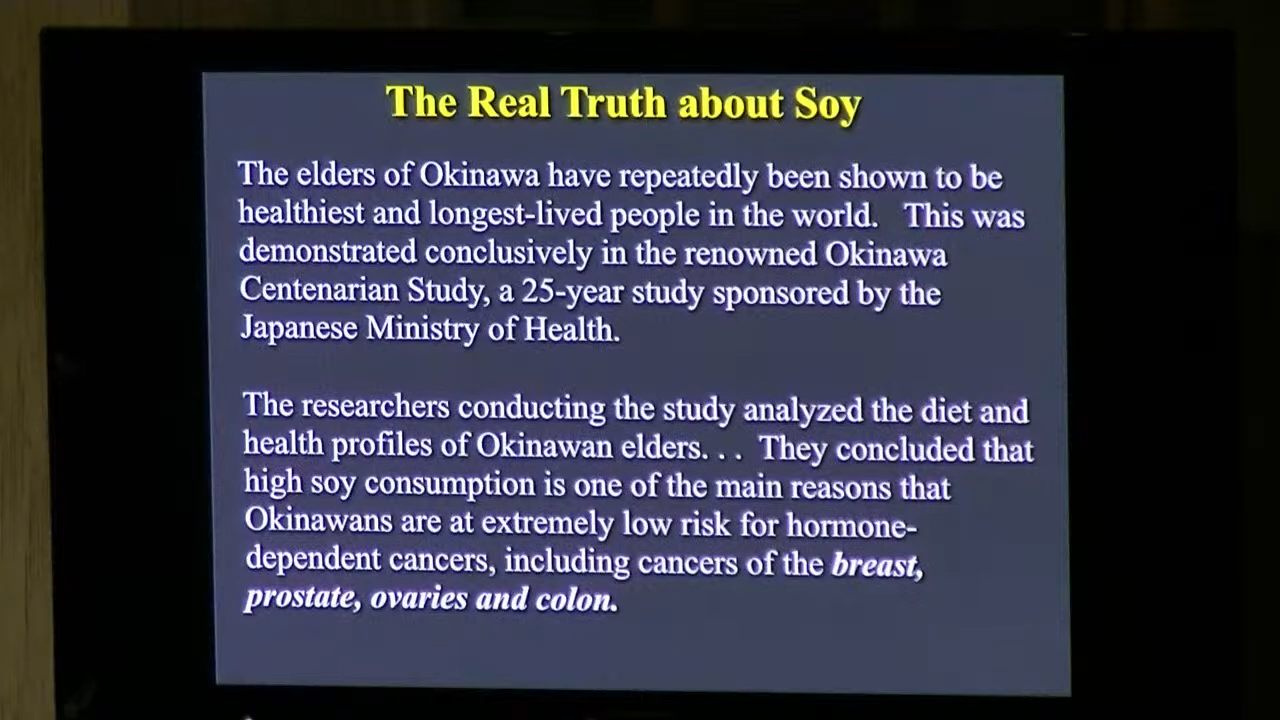 The Real Truth about Soy
The elders of Okinawa have repeatedly been shown to be
healthiest and longest-lived people in the world. This was
demonstrated conclusively in the renowned Okinawa
Centenarian Study, a 25-year study sponsored by the
Japanese Ministry of Health.
The researchers conducting the study analyzed the diet and
health profiles of Okinawan elders. . . They concluded that
high soy consumption is one of the main reasons that
Okinawans are at extremely low risk for hormone-
dependent cancers, including cancers of the breast,
prostate, ovaries and colon.